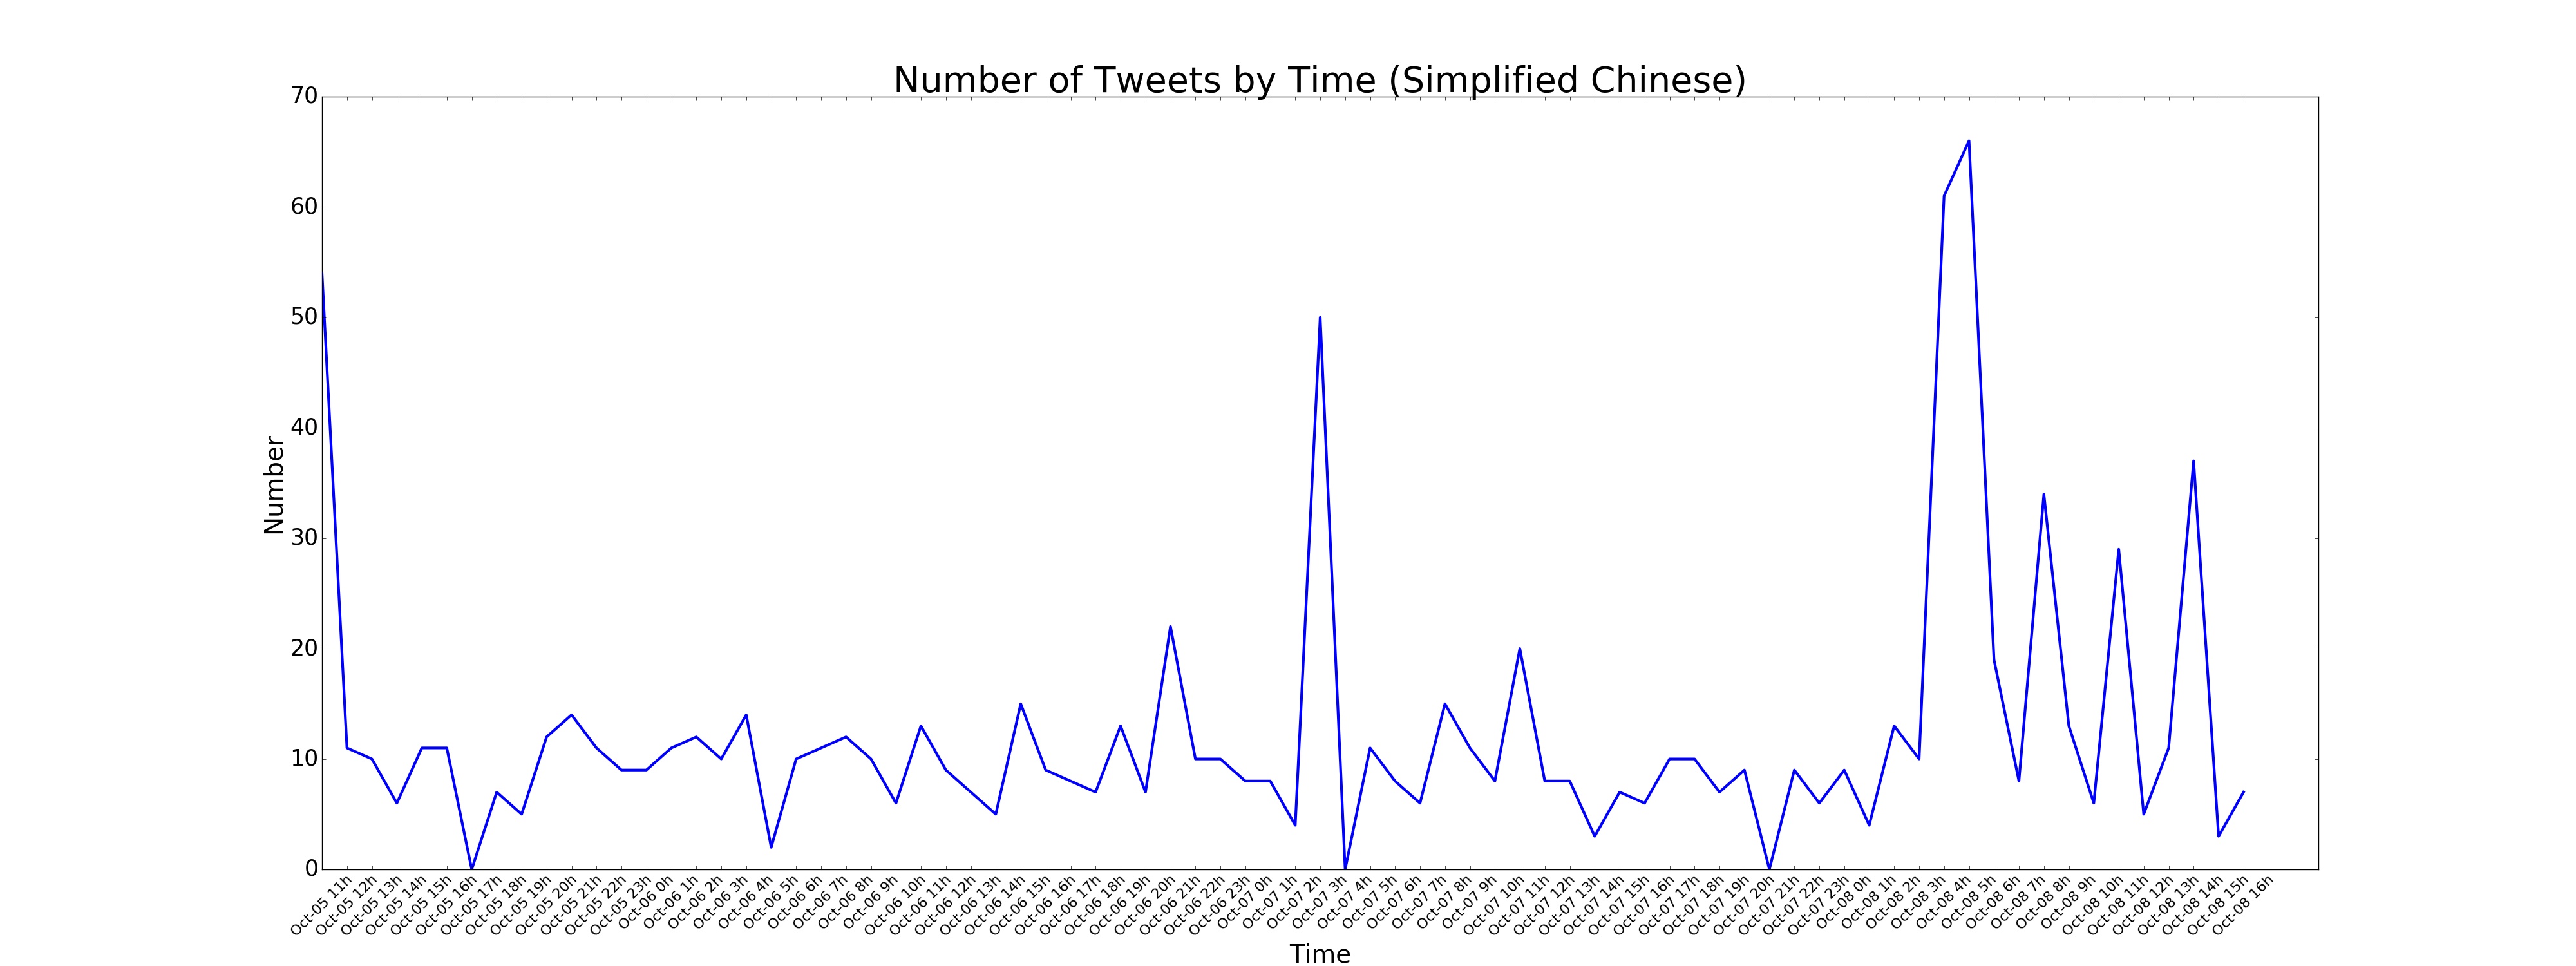 Number of Tweets by Time (Simplified Chinese)
Number
70
60
50
40
30
20
10
0
Oct-05 11h
Oct-05 12h
Oct-05 13h
Oct-05 14h
Oct-05 15h
Oct-05 16h
Oct-05 17h
Oct-05 18h
Oct-05 19h
Oct-05 20h
Oct-05 21h
Oct-05 22h
Oct-05 23h
Oct-06 0h
Oct-06 1h
Oct-06 2h
Oct-06 3h
Oct-06 4h
Oct-06 5h
Oct-06 6h
Oct-06 7h
Oct-06 8h
Oct-06 9h
Oct-06 10h
Oct-06 11h
Oct-06 12h
Oct-06 13h
Oct-06 14h
Oct-06 15h
Oct-06 16h
Oct-06 17h
Oct-06 18h
Oct-06 19h
Oct-06 20h
Oct-06 21h
Oct-06 22h
Oct-06 23h
Oct-07 0h
Oct-07 1h
Oct-07 2h
Oct-07 3h
Oct-07 4h
Oct-07 5h
Oct-07 6h
Oct-07 7h
Oct-07 8h
Oct-07 9h
Oct-07 10h
Oct-07 11h
Oct-07 12h
Oct-07 13h
Oct-07 14h
Oct-07 15h
Oct-07 16h
Oct-07 17h
Oct-07 18h
Oct-07 19h
Oct-07 20h
Oct-07 21h
Oct-07 22h
Oct-07 23h
Oct-08 0h
Oct-08 1h
Oct-08 2h
Oct-08 3h
Oct-08 4h
Oct-08 5h
Oct-08 6h
Oct-08 7h
Oct-08 8h
Oct-08 9h
Oct-08 10h
Oct-08 11h
Oct-08 12h
Oct-08 13h
Oct-08 14h
Oct-08 15h
Oct-08 16h
Time